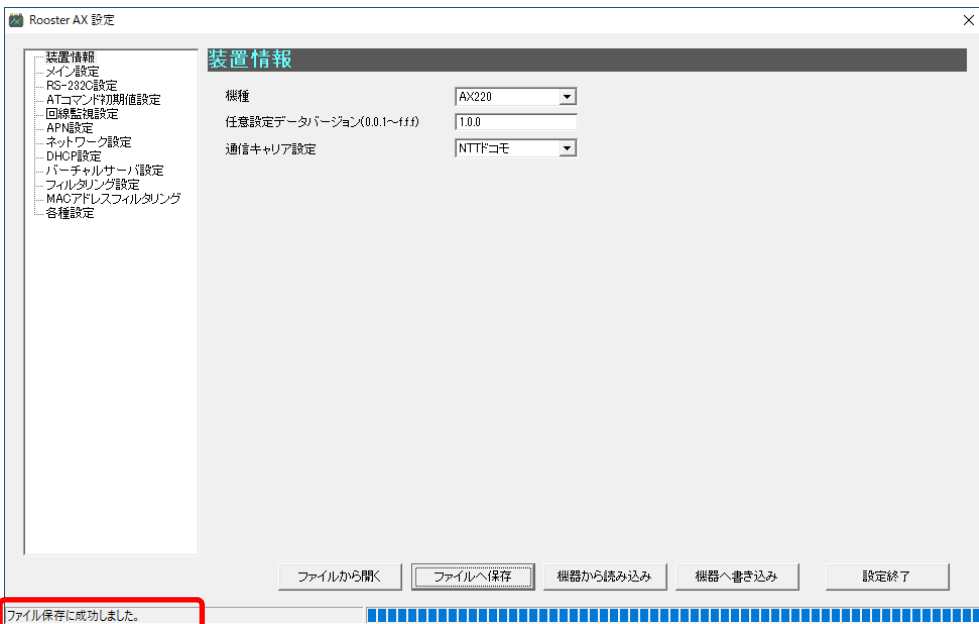 Rooster AX 設定
装置情報
メイン設定
RS-232C設定
ATコマンド初期値設定
回線監視設定
APN設定
ネットワーク設定
DHCP設定
バーチャルサーバ設定
フィルタリング設定
MACアドレスフィルタリング
各種設定
装置情報
機種 AX220
任意設定データバージョン(0.0.1~f.f.f) 1.0.0
通信キャリア設定 NTTドコモ
ファイルから開く ファイルへ保存 機器から読み込み 機器へ書き込み 設定終了
ファイル保存に成功しました。